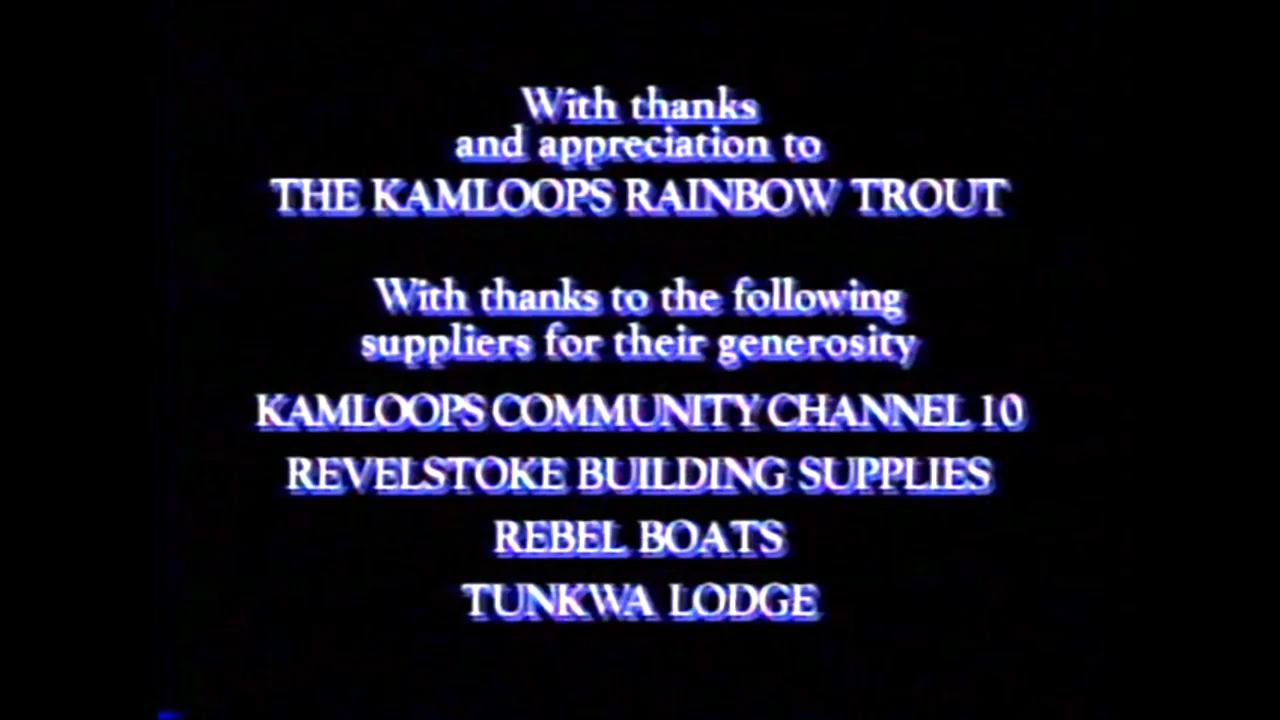 With thanks
and appreciation to
THE KAMLOOPS RAINBOW TROUT
With thanks to the following
suppliers for their generosity
KAMLOOPS COMMUNITY CHANNEL 10
REVELSTOKE BUILDING SUPPLIES
REBEL BOATS
TUNKWA LODGE